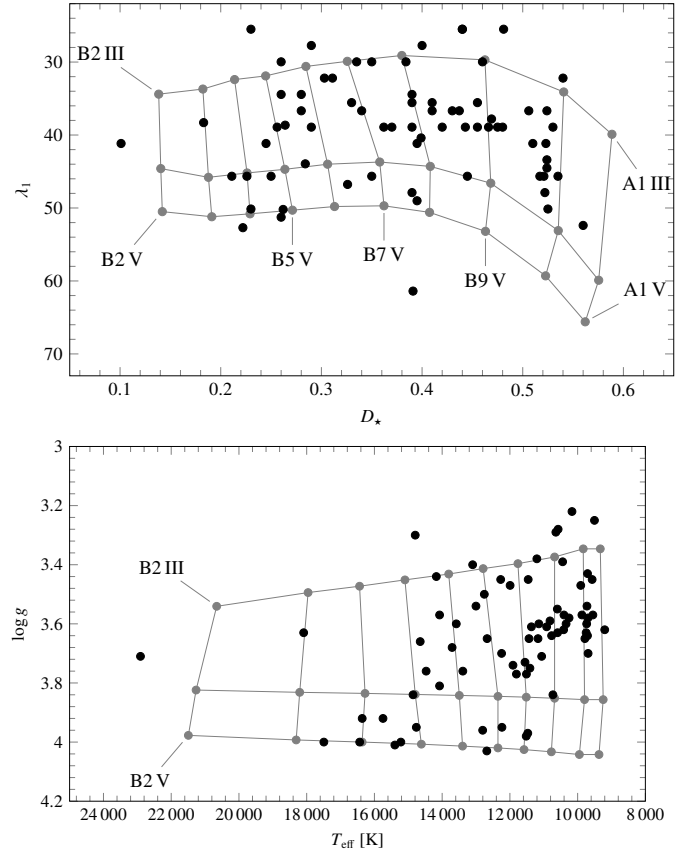 30
40
50
60
70
λ₁
B2 III
B2 V
B5 V
B7 V
B9 V
A1 III
A1 V
0.1 0.2 0.3 0.4 0.5 0.6
D⋆
3
3.2
3.4
3.6
3.8
4
4.2
log g
B2 III
B2 V
24 000 22 000 20 000 18 000 16 000 14 000 12 000 10 000 8 000
T_eff [K]